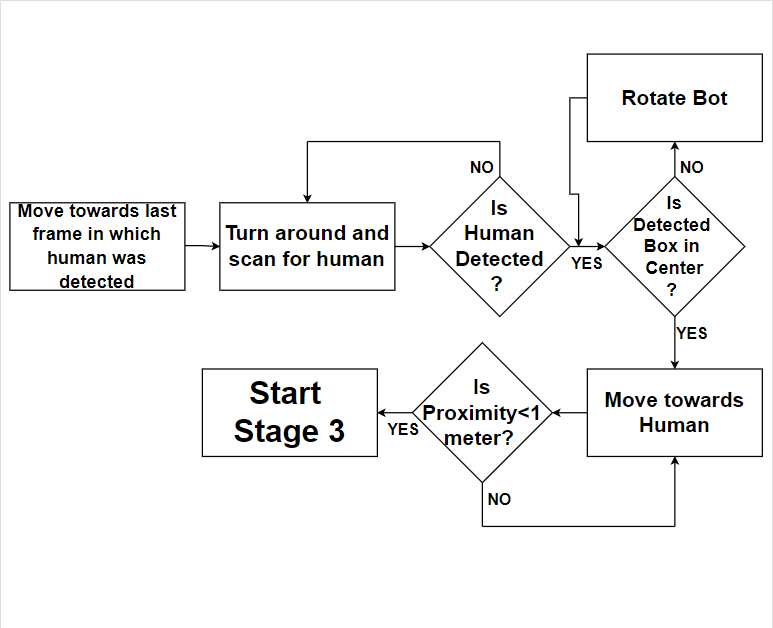 Move towards last
frame in which
human was
detected
Turn around and
scan for human
NO
Is
Human
Detected
?
YES
Rotate Bot
NO
Is
Detected
Box in
Center
?
YES
Move towards
Human
Is
Proximity<1
meter?
YES
NO
Start
Stage 3